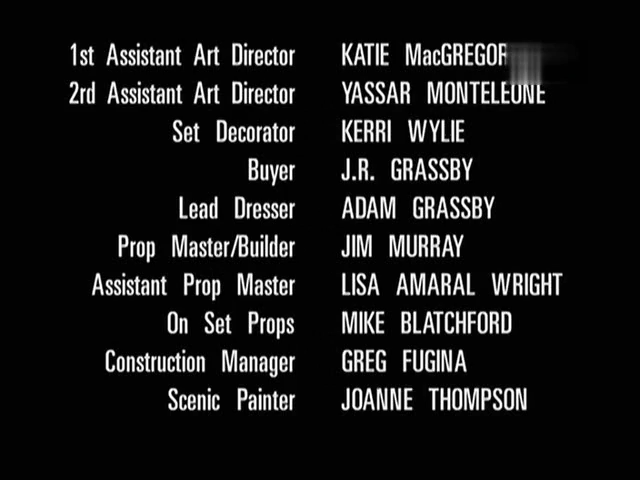 1st Assistant Art Director KATIE MacGREGOR
2rd Assistant Art Director YASSAR MONTELEONE
Set Decorator KERRI WYLIE
Buyer J.R. GRASSBY
Lead Dresser ADAM GRASSBY
Prop Master/Builder JIM MURRAY
Assistant Prop Master LISA AMARAL WRIGHT
On Set Props MIKE BLATCHFORD
Construction Manager GREG FUGINA
Scenic Painter JOANNE THOMPSON